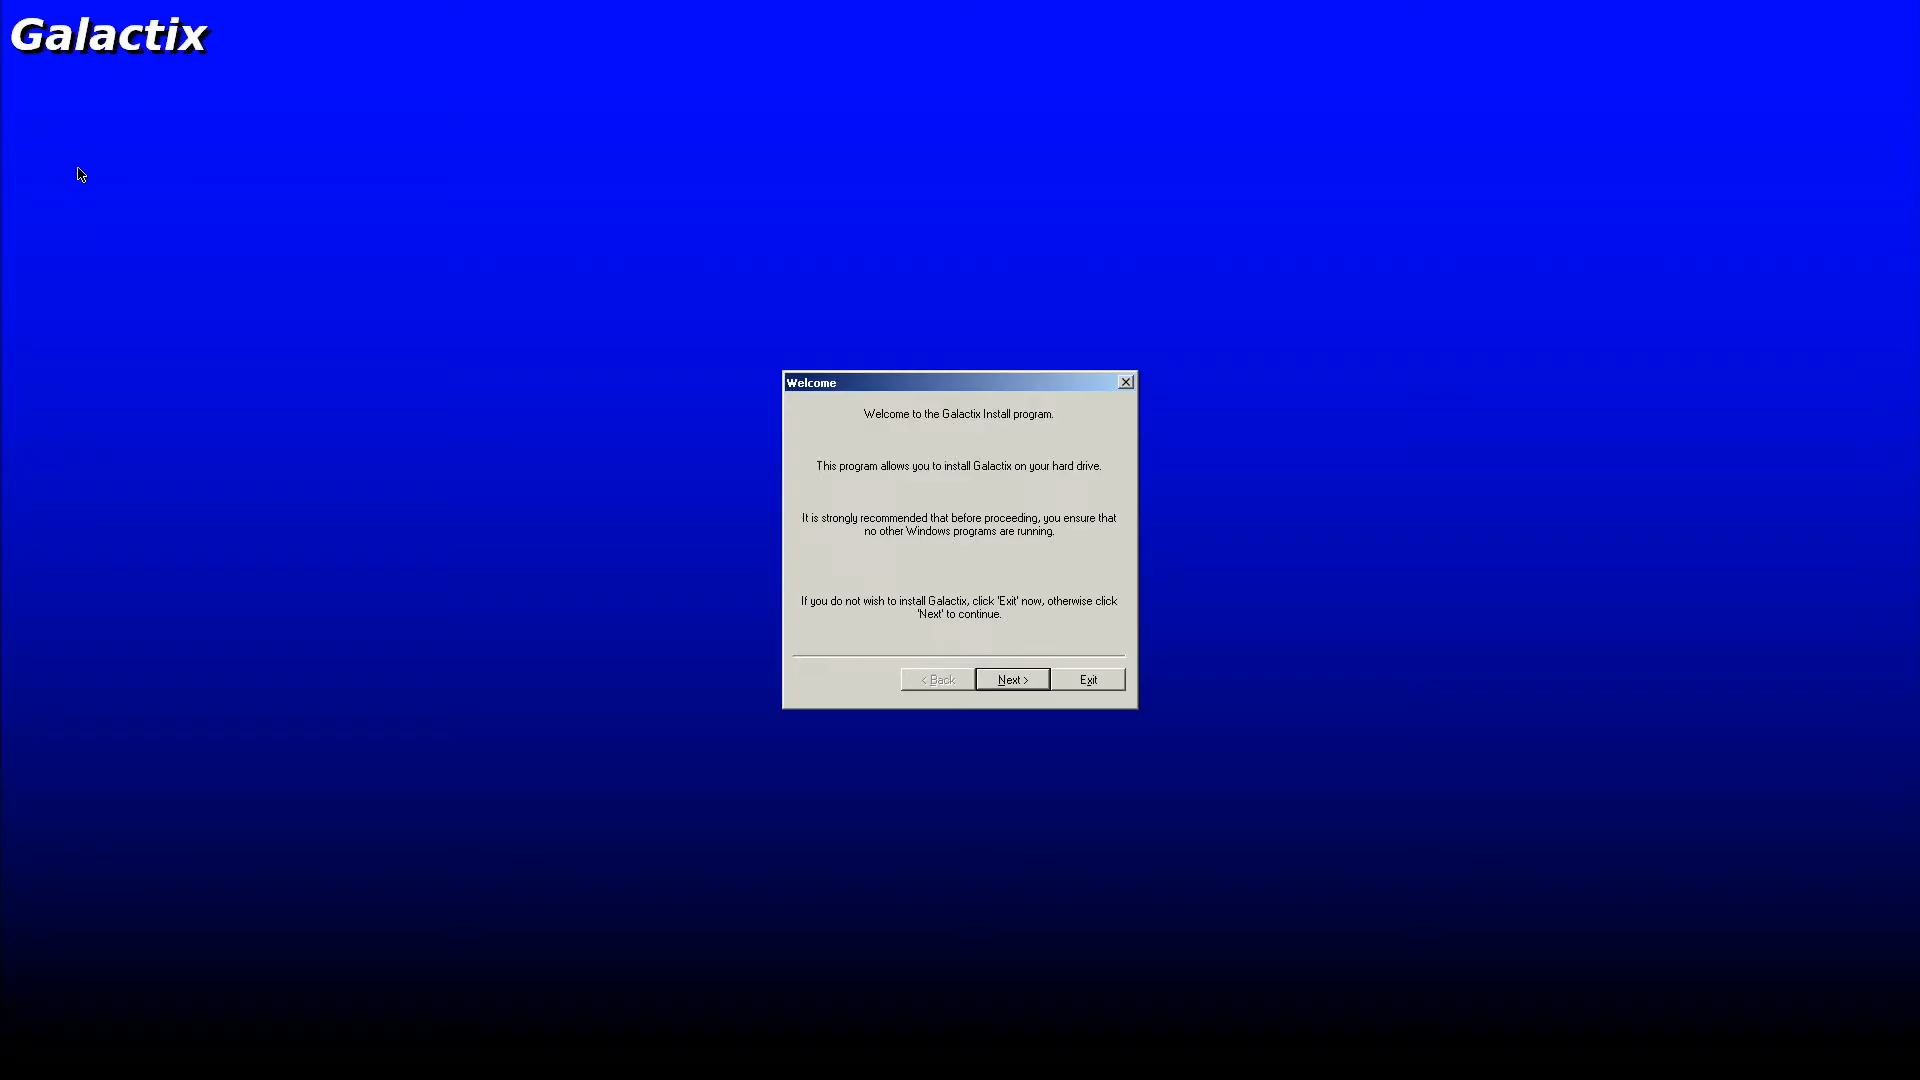 Galactix
Welcome
Welcome to the Galactix Install program.
This program allows you to install Galactix on your hard drive.
It is strongly recommended that before proceeding, you ensure that
no other Windows programs are running.
If you do not wish to install Galactix, click 'Exit' now, otherwise click
'Next' to continue.
< Back Next > Exit